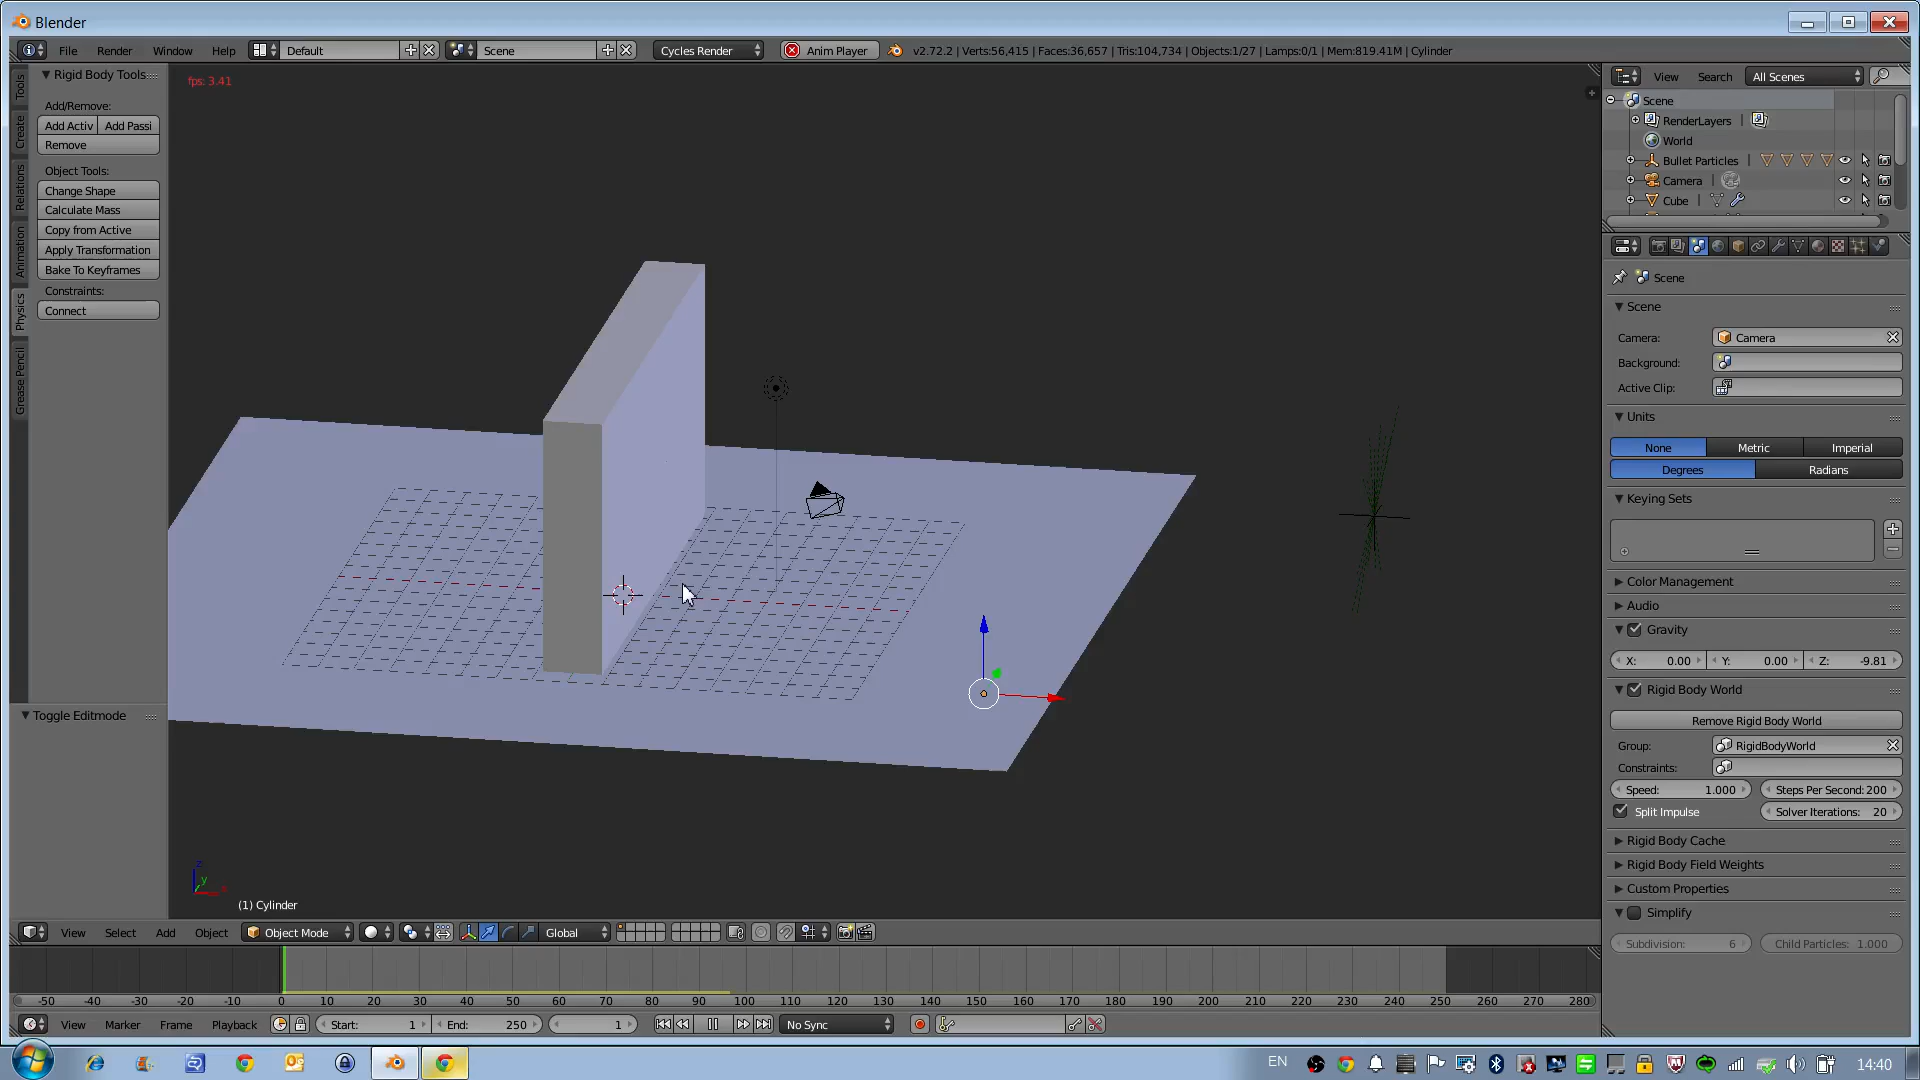 Blender
File Render Window Help Default Scene Cycles Render Anim Player v2.72.2 | Verts:56,415 | Faces:36,657 | Tris:104,734 | Objects:1/27 | Lamps:0/1 | Mem:819.41M | Cylinder
Rigid Body Tools
Add/Remove:
Add Activ Add Passi
Remove
Object Tools:
Change Shape
Calculate Mass
Copy from Active
Apply Transformation
Bake To Keyframes
Constraints:
Connect
Tools
Create
Relations
Animation
Physics
Grease Pencil
Toggle Editmode
fps: 3.41
z
y
x
(1) Cylinder
View Search All Scenes
Scene
RenderLayers
World
Bullet Particles
Camera
Cube
Scene
Scene
Camera: Camera
Background:
Active Clip:
Units
None Metric Imperial
Degrees Radians
Keying Sets
Color Management
Audio
Gravity
X: 0.00 Y: 0.00 Z: -9.81
Rigid Body World
Remove Rigid Body World
Group: RigidBodyWorld
Constraints:
Speed: 1.000 Steps Per Second: 200
Split Impulse Solver Iterations: 20
Rigid Body Cache
Rigid Body Field Weights
Custom Properties
Simplify
Subdivision: 6 Child Particles: 1.000
View Select Add Object Object Mode Global
-50 -40 -30 -20 -10 0 10 20 30 40 50 60 70 80 90 100 110 120 130 140 150 160 170 180 190 200 210 220 230 240 250 260 270 280
View Marker Frame Playback Start: 1 End: 250 1 No Sync
EN 14:40